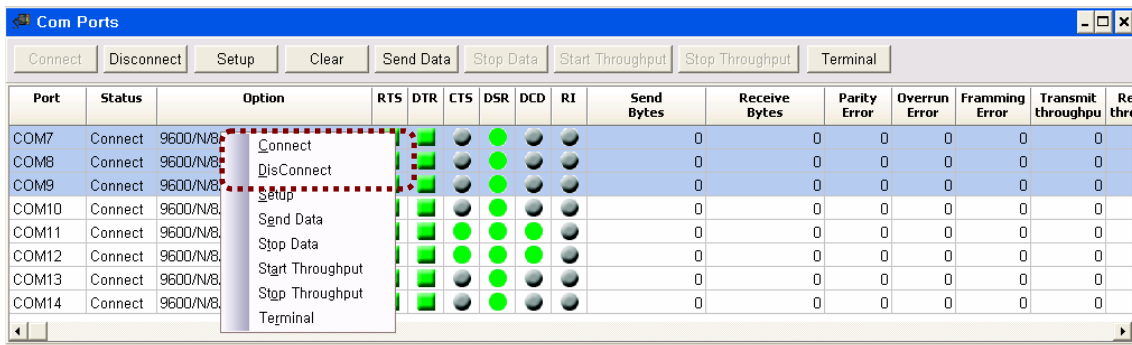 Com Ports
Connect Disconnect Setup Clear Send Data Stop Data Start Throughput Stop Throughput Terminal
Port Status Option RTS DTR CTS DSR DCD RI Send Bytes Receive Bytes Parity Error Overrun Error Framming Error Transmit throughpu Re thro
COM7 Connect 9600/N/8. 0 0 0 0 0 0
COM8 Connect 9600/N/8. 0 0 0 0 0 0
COM9 Connect 9600/N/8. 0 0 0 0 0 0
COM10 Connect 9600/N/8. 0 0 0 0 0 0
COM11 Connect 9600/N/8. 0 0 0 0 0 0
COM12 Connect 9600/N/8. 0 0 0 0 0 0
COM13 Connect 9600/N/8. 0 0 0 0 0 0
COM14 Connect 9600/N/8. 0 0 0 0 0 0
Connect
DisConnect
Setup
Send Data
Stop Data
Start Throughput
Stop Throughput
Terminal